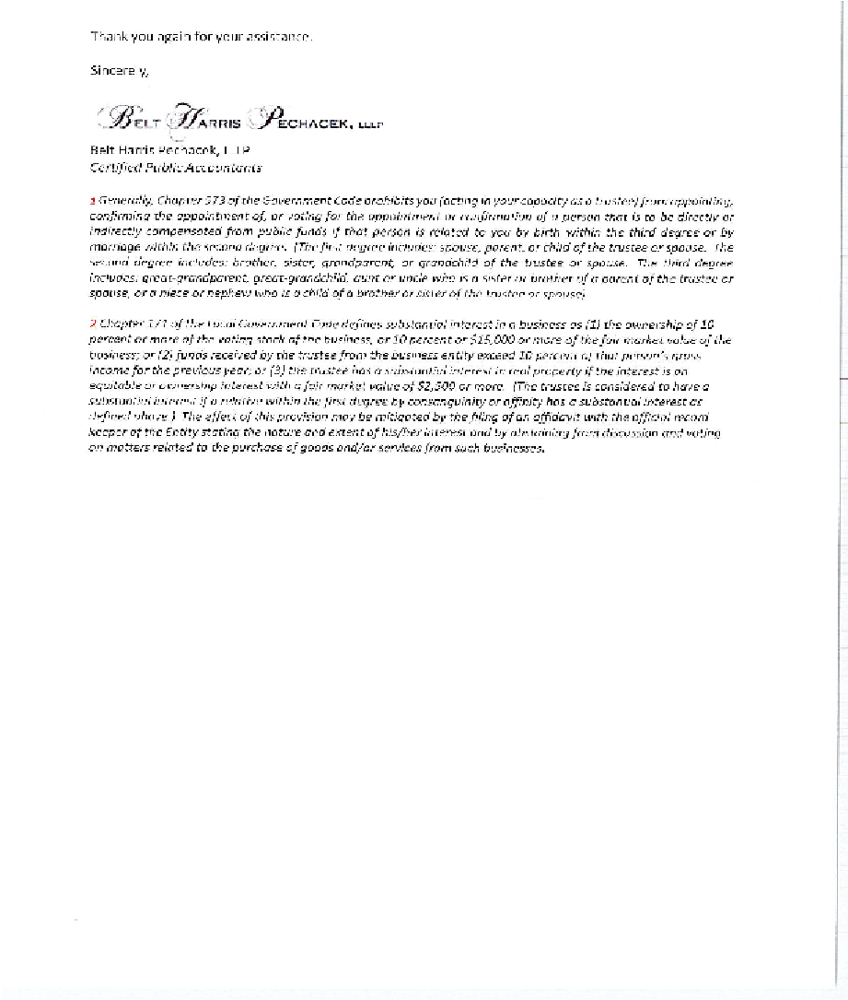 Thank you again for your assistance.
Sincerely,
BELT HARRIS PECHACEK, LLLP
Belt Harris Pechacek, LLLP
Certified Public Accountants
1 Generally, Chapter 573 of the Government Code prohibits you (acting in your capacity as a trustee) from appointing,
confirming the appointment of, or voting for the appointment or confirmation of a person that is to be directly or
indirectly compensated from public funds if that person is related to you by birth within the third degree or by
marriage within the second degree. (The first degree includes: spouse, parent, or child of the trustee or spouse. The
second degree includes: brother, sister, grandparent, or grandchild of the trustee or spouse. The third degree
includes: great-grandparent, great-grandchild, aunt or uncle who is a sister or brother of a parent of the trustee or
spouse, or a niece or nephew who is a child of a brother or sister of the trustee or spouse)
2 Chapter 171 of the Local Government Code defines substantial interest in a business as (1) the ownership of 10
percent or more of the voting stock of the business, or 10 percent or $15,000 or more of the fair market value of the
business; or (2) funds received by the trustee from the business entity exceed 10 percent of that person's gross
income for the previous year; or (3) the trustee has a substantial interest in real property if the interest is an
equitable or ownership interest with a fair market value of $2,500 or more. (The trustee is considered to have a
substantial interest if a relative within the first degree by consanguinity or affinity has a substantial interest as
defined above.) The effect of this provision may be mitigated by the filing of an affidavit with the official record
keeper of the Entity stating the nature and extent of his/her interest and by abstaining from discussion and voting
on matters related to the purchase of goods and/or services from such businesses.